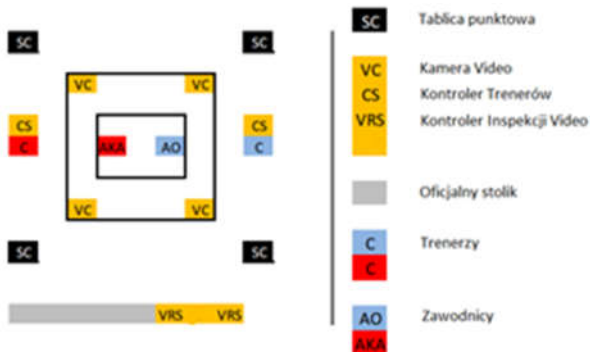 SC SC
VC VC
CS CS
C AKA AO C
VC VC
SC SC
VRS VRS
SC Tablica punktowa
VC Kamera Video
CS Kontroler Trenerów
VRS Kontroler Inspekcji Video
Oficjalny stolik
C Trenerzy
C
AO Zawodnicy
AKA